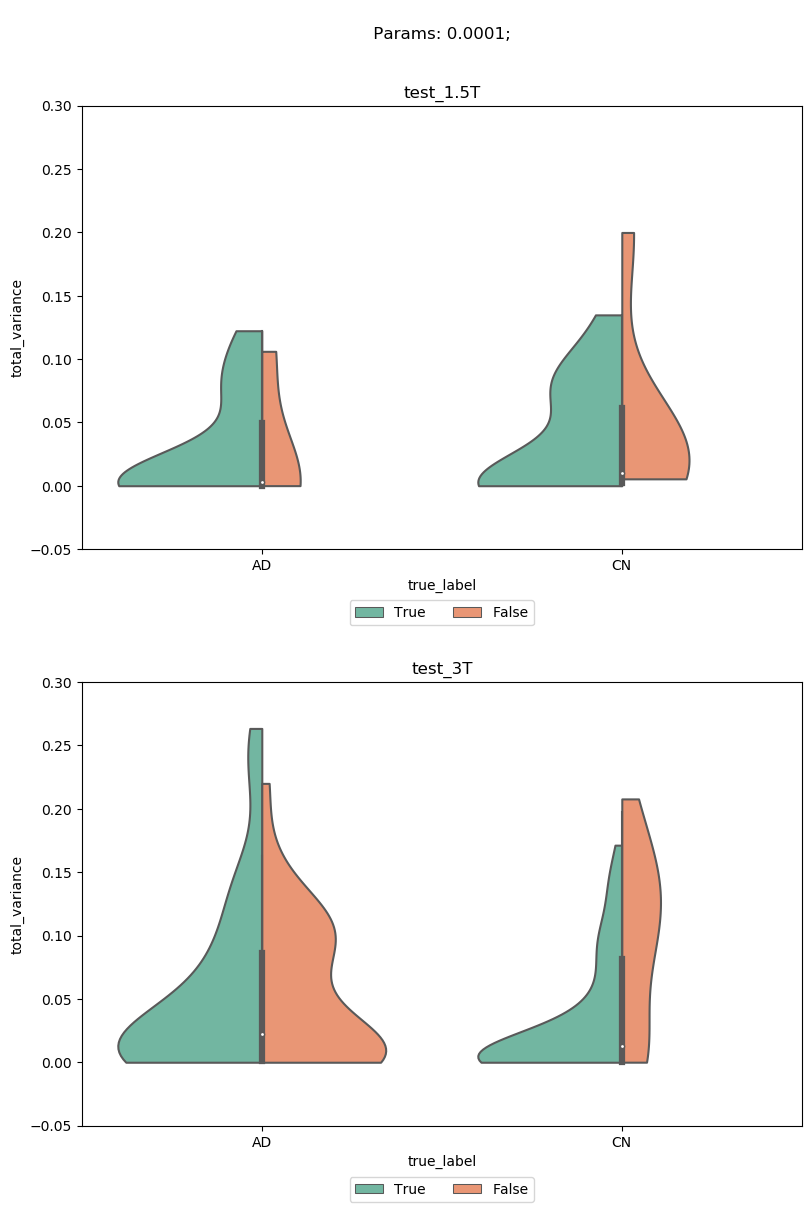 Params: 0.0001;
test_1.5T
0.30
0.25
0.20
0.15
0.10
0.05
0.00
−0.05
total_variance
AD CN
true_label
True False
test_3T
0.30
0.25
0.20
0.15
0.10
0.05
0.00
−0.05
total_variance
AD CN
true_label
True False